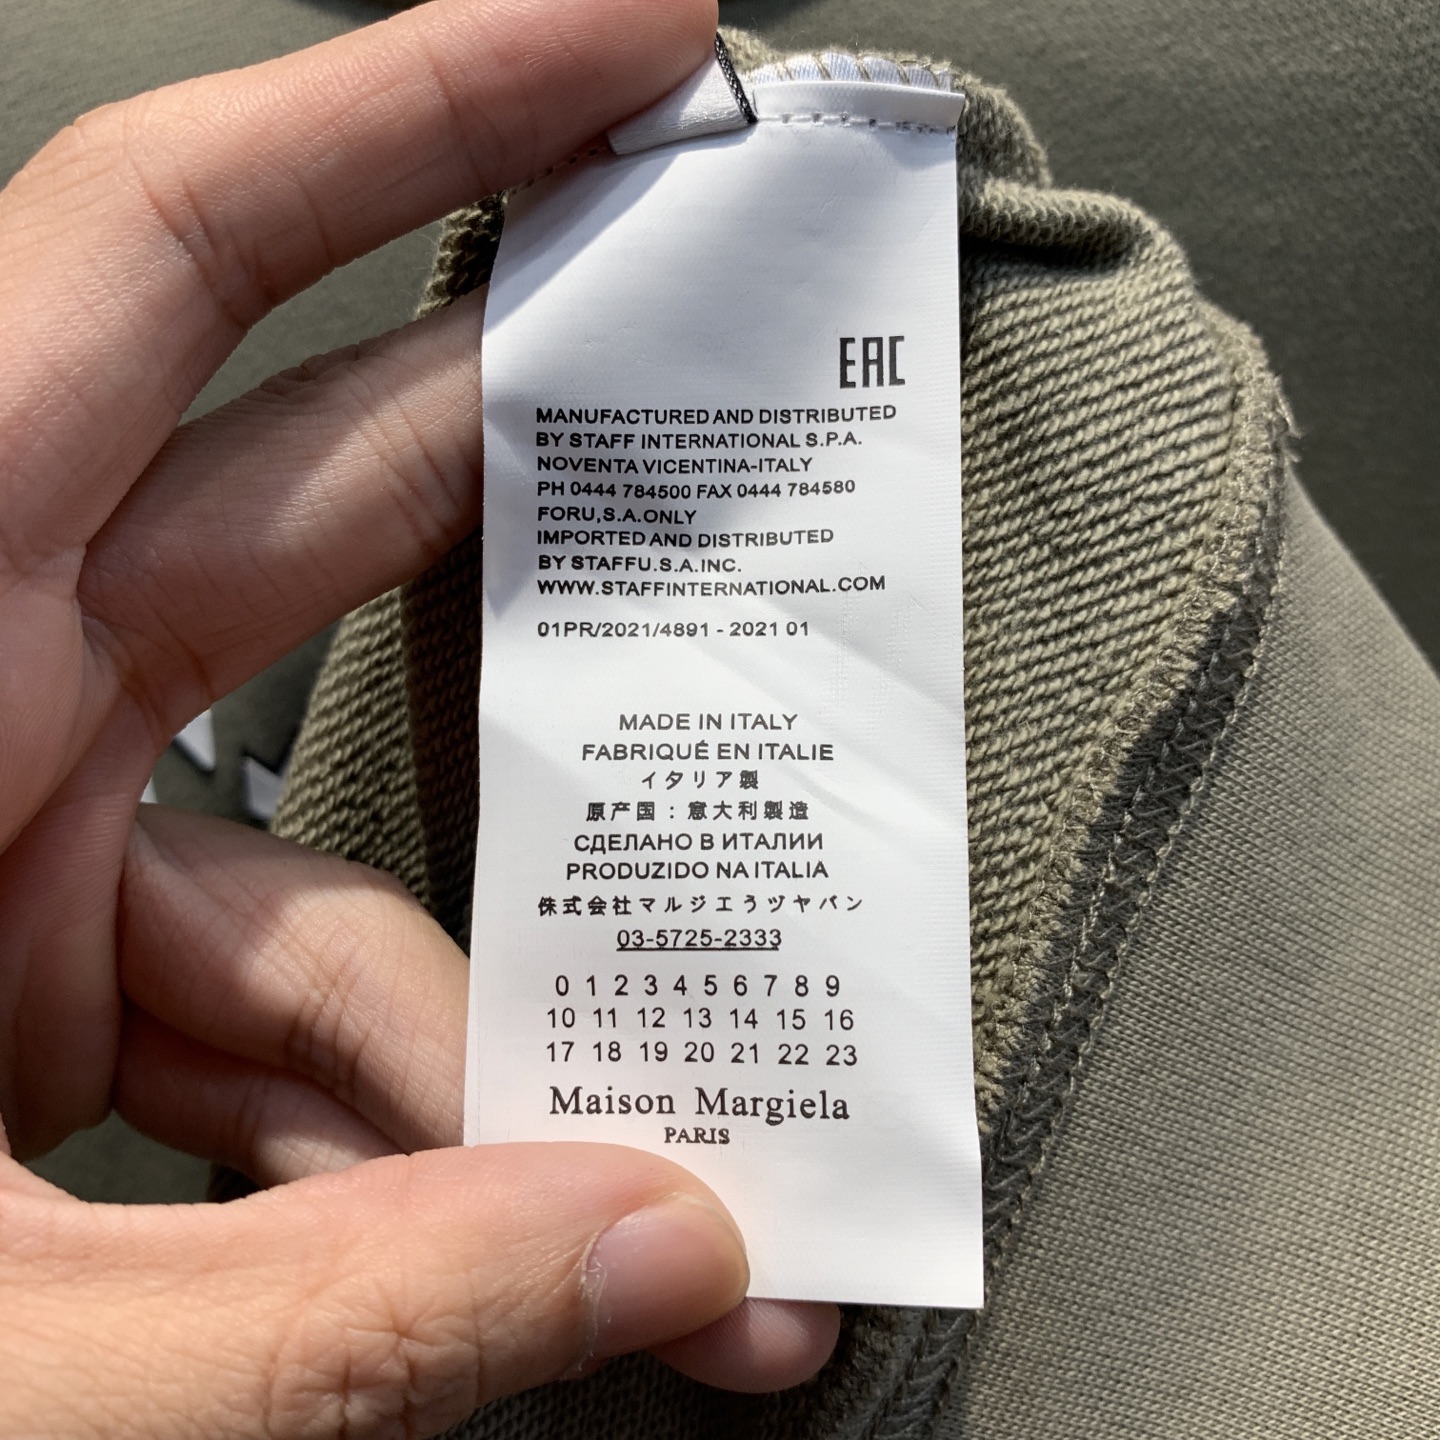 EAC
MANUFACTURED AND DISTRIBUTED
BY STAFF INTERNATIONAL S.P.A.
NOVENTA VICENTINA-ITALY
PH 0444 784500 FAX 0444 784580
FORU,S.A.ONLY
IMPORTED AND DISTRIBUTED
BY STAFFU.S.A.INC.
WWW.STAFFINTERNATIONAL.COM
01PR/2021/4891 - 2021 01
MADE IN ITALY
FABRIQUÉ EN ITALIE
イタリア製
原产国：意大利製造
СДЕЛАНО В ИТАЛИИ
PRODUZIDO NA ITALIA
侏式会社マルジエラヅヤバン
03-5725-2333
0 1 2 3 4 5 6 7 8 9
10 11 12 13 14 15 16
17 18 19 20 21 22 23
Maison Margiela
PARIS